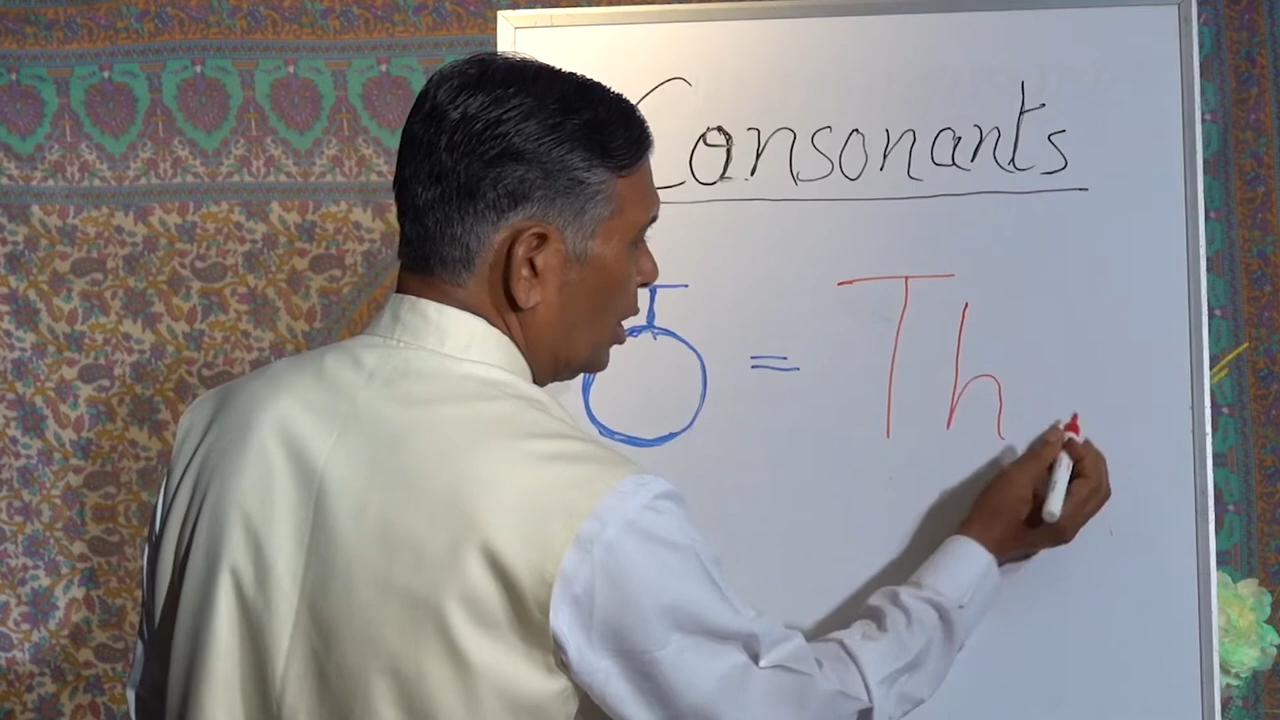 Consonants
ठ = Th